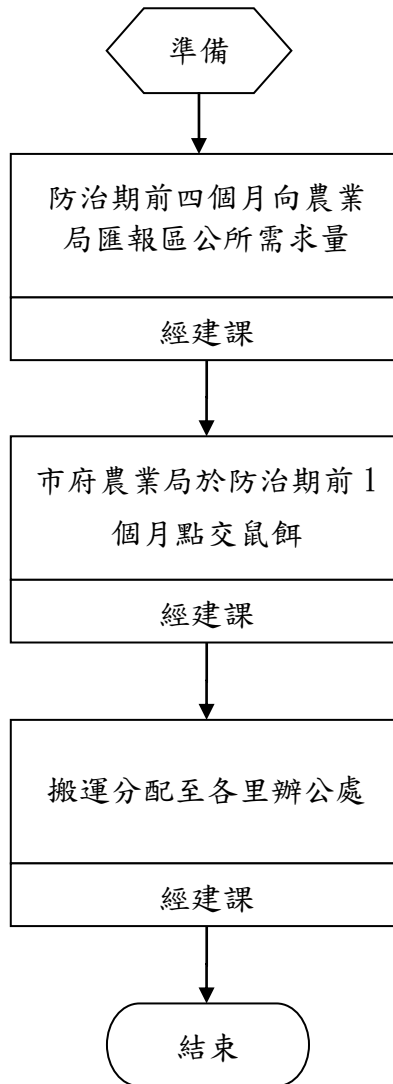 準備
防治期前四個月向農業
局匯報區公所需求量
經建課
市府農業局於防治期前1
個月點交鼠餌
經建課
搬運分配至各里辦公處
經建課
結束